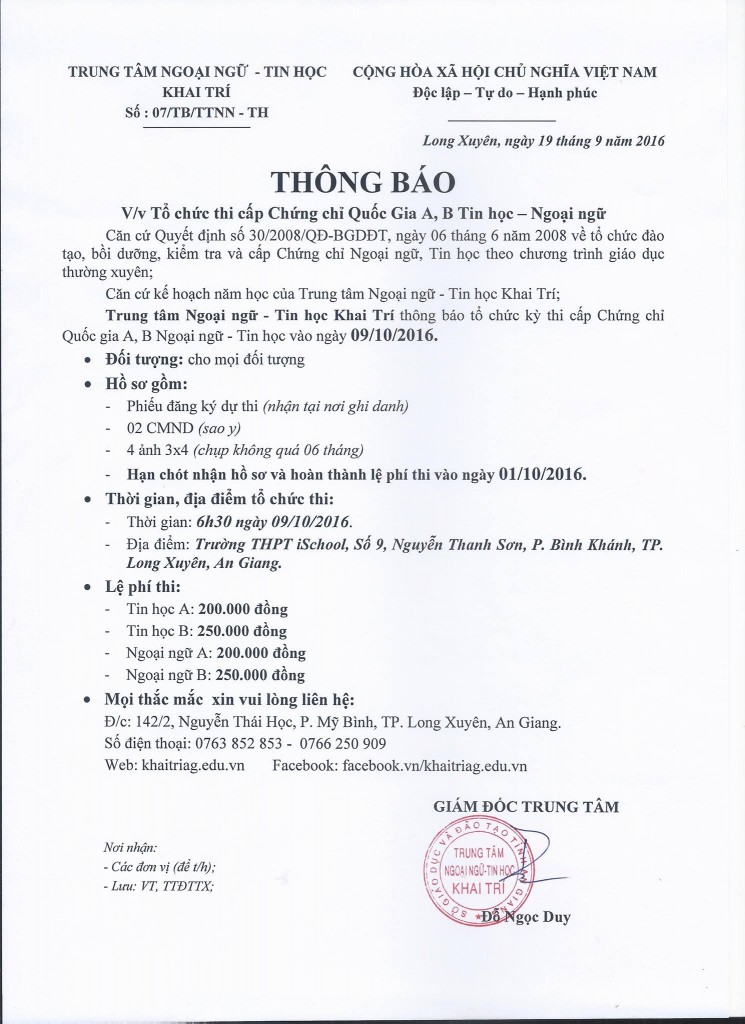 TRUNG TÂM NGOẠI NGỮ - TIN HỌC
KHAI TRÍ
Số : 07/TB/TTNN - TH
CỘNG HÒA XÃ HỘI CHỦ NGHĨA VIỆT NAM
Độc lập – Tự do – Hạnh phúc
Long Xuyên, ngày 19 tháng 9 năm 2016
THÔNG BÁO
V/v Tổ chức thi cấp Chứng chỉ Quốc Gia A, B Tin học – Ngoại ngữ
Căn cứ Quyết định số 30/2008/QĐ-BGDĐT, ngày 06 tháng 6 năm 2008 về tổ chức đào
tạo, bồi dưỡng, kiểm tra và cấp Chứng chỉ Ngoại ngữ, Tin học theo chương trình giáo dục
thường xuyên;
Căn cứ kế hoạch năm học của Trung tâm Ngoại ngữ - Tin học Khai Trí;
Trung tâm Ngoại ngữ - Tin học Khai Trí thông báo tổ chức kỳ thi cấp Chứng chỉ
Quốc gia A, B Ngoại ngữ - Tin học vào ngày 09/10/2016.
• Đối tượng: cho mọi đối tượng
• Hồ sơ gồm:
- Phiếu đăng ký dự thi (nhận tại nơi ghi danh)
- 02 CMND (sao y)
- 4 ảnh 3x4 (chụp không quá 06 tháng)
- Hạn chót nhận hồ sơ và hoàn thành lệ phí thi vào ngày 01/10/2016.
• Thời gian, địa điểm tổ chức thi:
- Thời gian: 6h30 ngày 09/10/2016.
- Địa điểm: Trường THPT iSchool, Số 9, Nguyễn Thanh Sơn, P. Bình Khánh, TP.
Long Xuyên, An Giang.
• Lệ phí thi:
- Tin học A: 200.000 đồng
- Tin học B: 250.000 đồng
- Ngoại ngữ A: 200.000 đồng
- Ngoại ngữ B: 250.000 đồng
• Mọi thắc mắc xin vui lòng liên hệ:
Đ/c: 142/2, Nguyễn Thái Học, P. Mỹ Bình, TP. Long Xuyên, An Giang.
Số điện thoại: 0763 852 853 - 0766 250 909
Web: khaitriag.edu.vn Facebook: facebook.vn/khaitriag.edu.vn
GIÁM ĐỐC TRUNG TÂM
SỞ GIÁO DỤC VÀ ĐÀO TẠO TỈNH AN GIANG
TRUNG TÂM
NGOẠI NGỮ-TIN HỌC
KHAI TRÍ
Đỗ Ngọc Duy
Nơi nhận:
- Các đơn vị (để t/h);
- Lưu: VT, TTĐTTX;